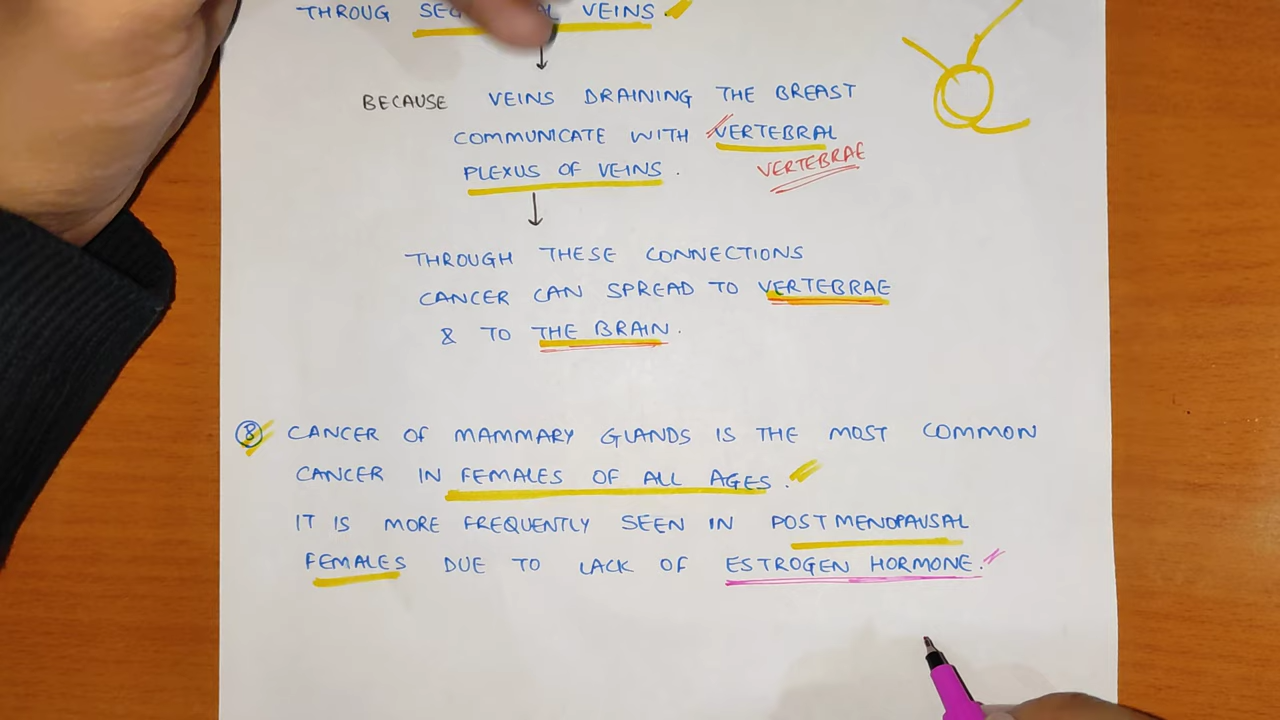 THROUG VEINS.
BECAUSE VEINS DRAINING THE BREAST
COMMUNICATE WITH VERTEBRAL
PLEXUS OF VEINS.
VERTEBRAE
THROUGH THESE CONNECTIONS
CANCER CAN SPREAD TO VERTEBRAE
& TO THE BRAIN.
8 CANCER OF MAMMARY GLANDS IS THE MOST COMMON
CANCER IN FEMALES OF ALL AGES.
IT IS MORE FREQUENTLY SEEN IN POSTMENOPAUSAL
FEMALES DUE TO LACK OF ESTROGEN HORMONE.